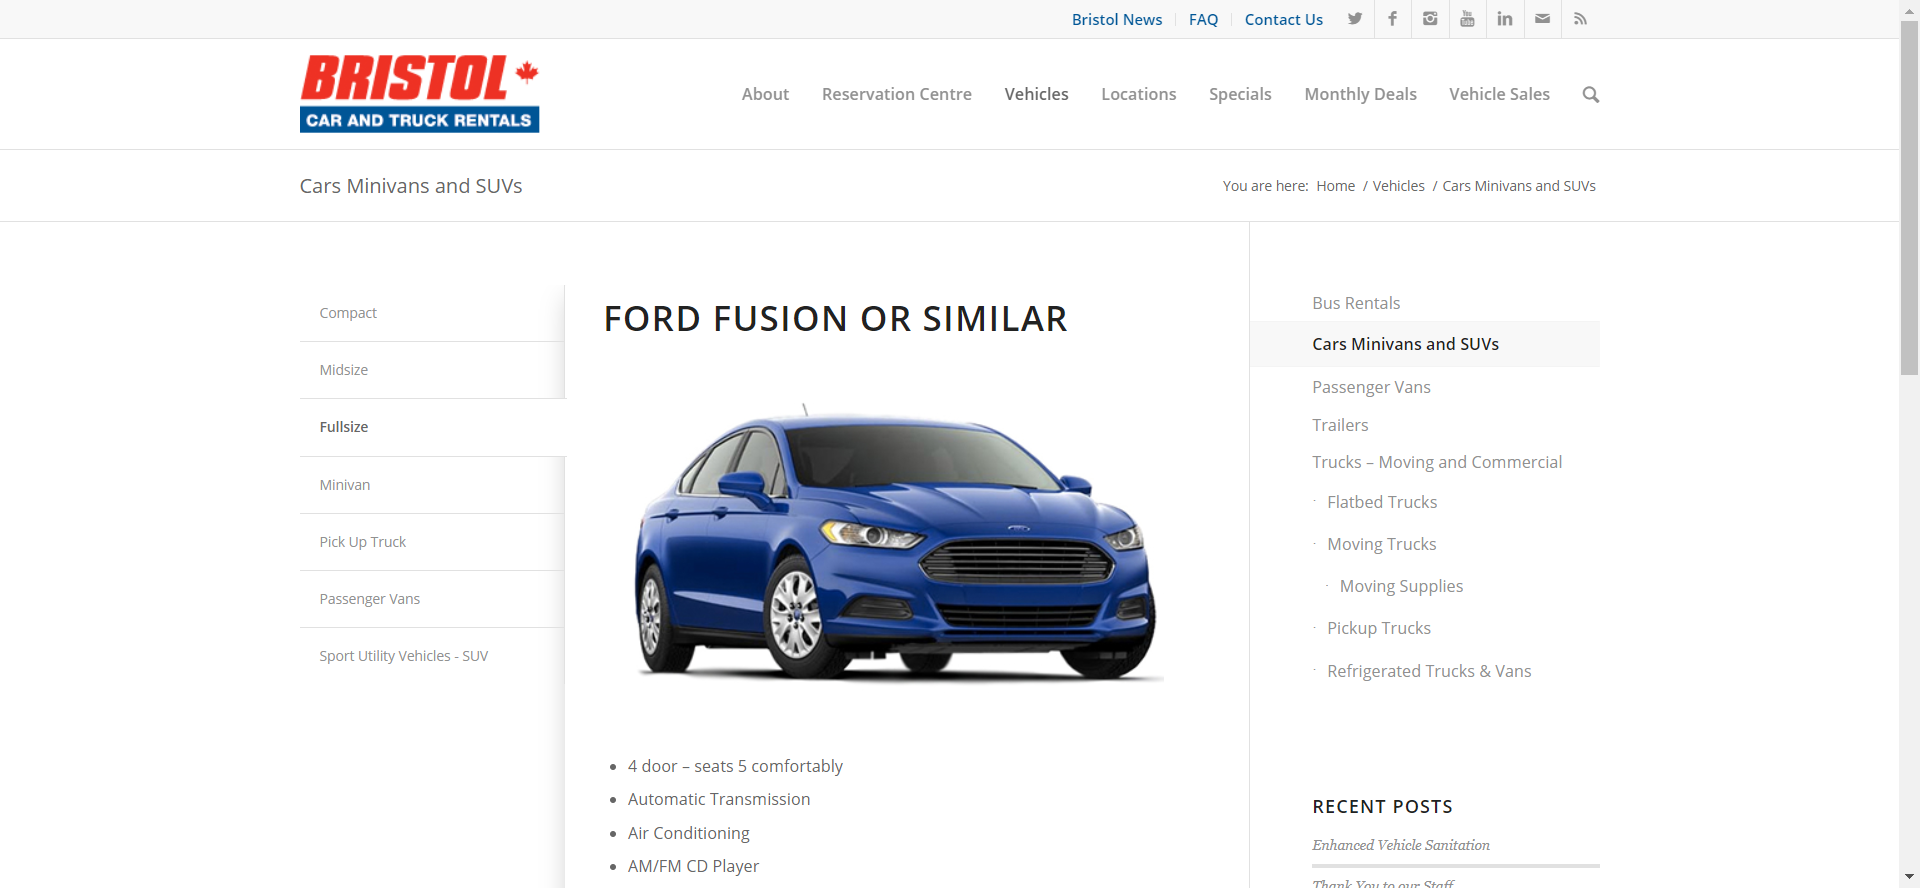 Bristol News
FAQ
Contact Us
BRISTOL
CAR AND TRUCK RENTALS
About
Reservation Centre
Vehicles
Locations
Specials
Monthly Deals
Vehicle Sales
Cars Minivans and SUVs
You are here: Home / Vehicles / Cars Minivans and SUVs
Compact
Midsize
Fullsize
Minivan
Pick Up Truck
Passenger Vans
Sport Utility Vehicles - SUV
FORD FUSION OR SIMILAR
4 door – seats 5 comfortably
Automatic Transmission
Air Conditioning
AM/FM CD Player
Bus Rentals
Cars Minivans and SUVs
Passenger Vans
Trailers
Trucks – Moving and Commercial
Flatbed Trucks
Moving Trucks
Moving Supplies
Pickup Trucks
Refrigerated Trucks & Vans
RECENT POSTS
Enhanced Vehicle Sanitation
Thank You to our Staff